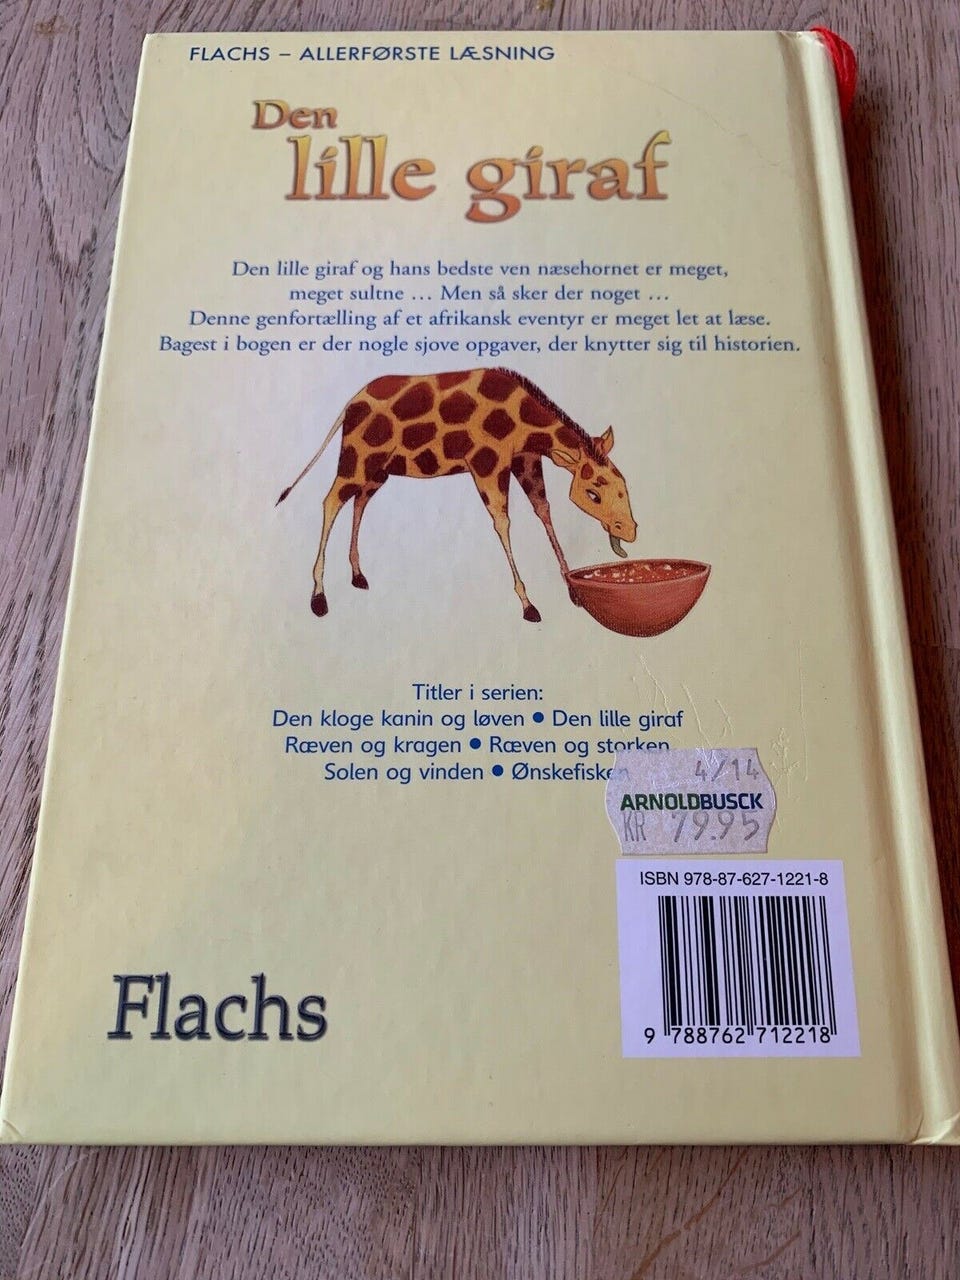 FLACHS – ALLERFØRSTE LÆSNING
Den
lille giraf
Den lille giraf og hans bedste ven næsehornet er meget,
meget sultne … Men så sker der noget …
Denne genfortælling af et afrikansk eventyr er meget let at læse.
Bagest i bogen er der nogle sjove opgaver, der knytter sig til historien.
Titler i serien:
Den kloge kanin og løven • Den lille giraf
Ræven og kragen • Ræven og storken
Solen og vinden • Ønskefisken
4/14
ARNOLDBUSCK
KR 79.95
ISBN 978-87-627-1221-8
9 788762 712218
Flachs